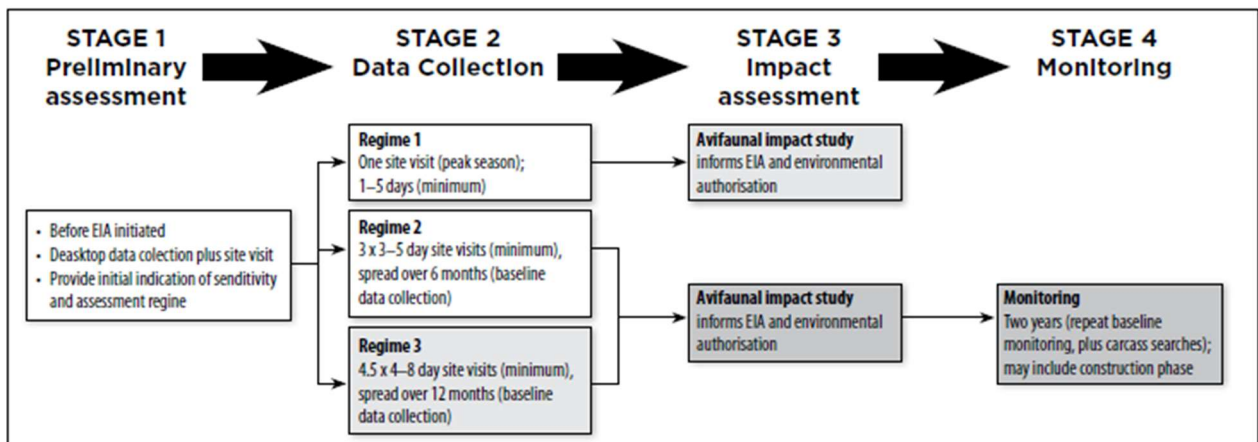 STAGE 1
Preliminary
assessment
STAGE 2
Data Collection
STAGE 3
Impact
assessment
STAGE 4
Monitoring
• Before EIA initiated
• Deasktop data colection plus site visit
• Provide initial indication of senditivity
and assessment regine
Regime 1
One site visit (peak season);
1–5 days (minimum)
Regime 2
3 x 3–5 day site visits (minimum),
spread over 6 months (baseline
data collection)
Regime 3
4.5 x 4–8 day site visits (minimum),
spread over 12 months (baseline
data collection)
Avifaunal impact study
informs EIA and environmental
authorisation
Avifaunal impact study
informs EIA and environmental
authorisation
Monitoring
Two years (repeat baseline
monitoring, plus carcass searches);
may include construction phase